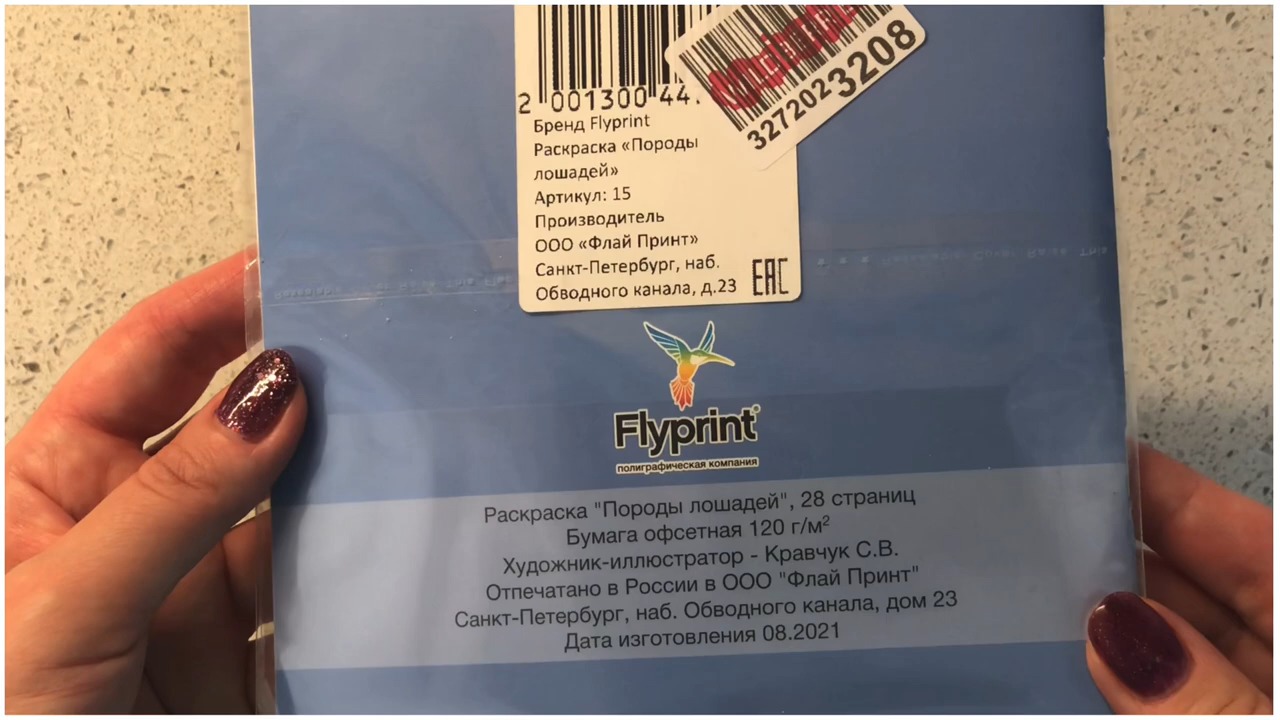 2 001300 44
32720223208
Бренд Flyprint
Раскраска «Породы
лошадей»
Артикул: 15
Производитель
ООО «Флай Принт»
Санкт-Петербург, наб.
Обводного канала, д.23
EAC
Flyprint
полиграфическая компания
Раскраска "Породы лошадей", 28 страниц
Бумага офсетная 120 г/м²
Художник-иллюстратор - Кравчук С.В.
Отпечатано в России в ООО "Флай Принт"
Санкт-Петербург, наб. Обводного канала, дом 23
Дата изготовления 08.2021